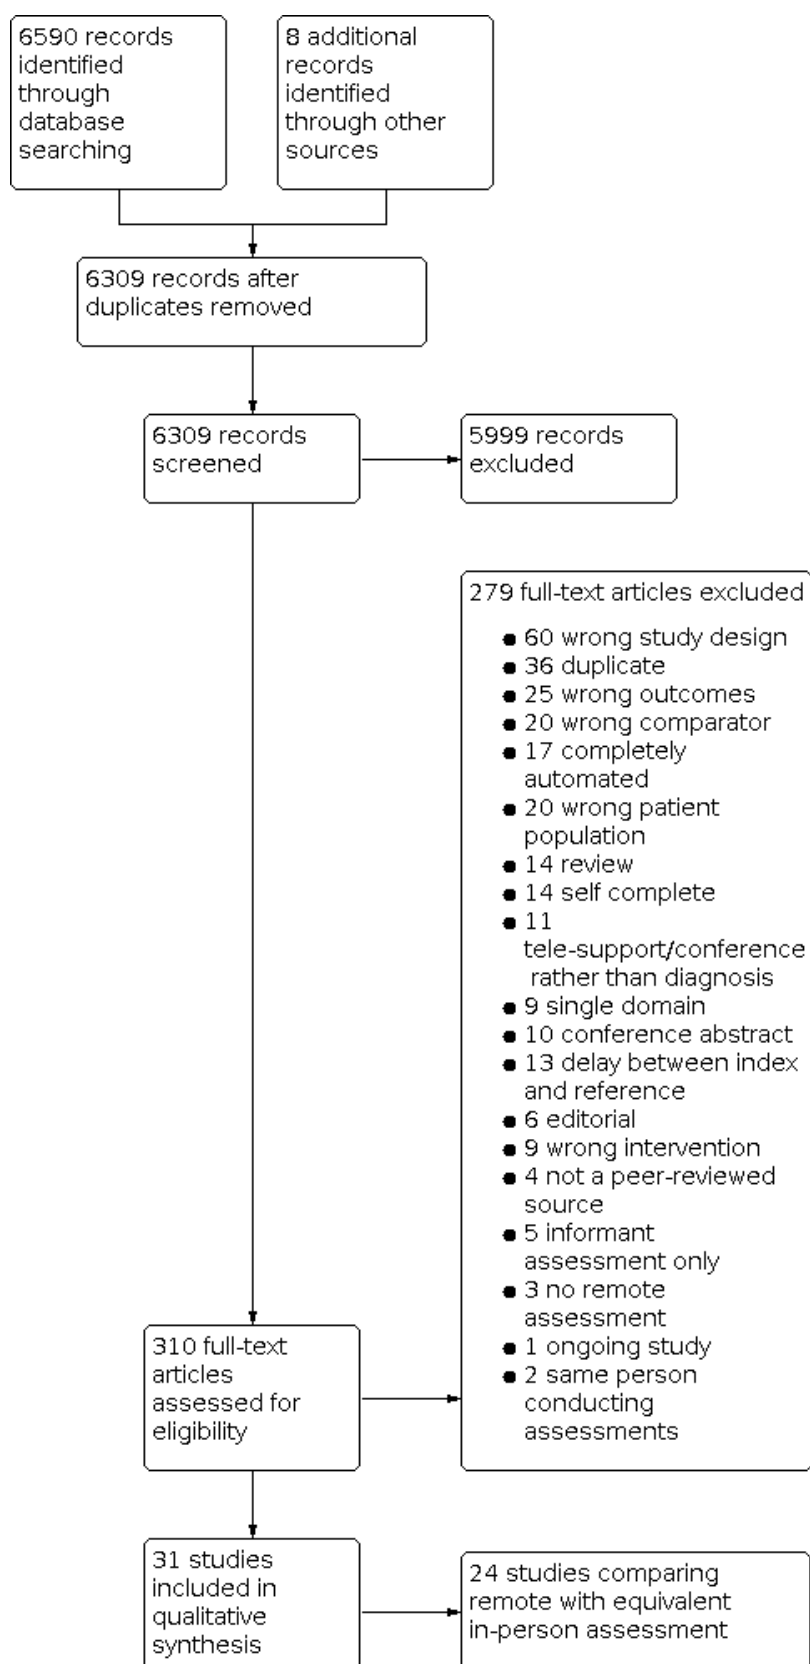 6590 records
identified
through
database
searching
8 additional
records
identified
through other
sources
6309 records after
duplicates removed
6309 records
screened
5999 records
excluded
279 full-text articles excluded
● 60 wrong study design
● 36 duplicate
● 25 wrong outcomes
● 20 wrong comparator
● 17 completely
automated
● 20 wrong patient
population
● 14 review
● 14 self complete
● 11
tele-support/conference
rather than diagnosis
● 9 single domain
● 10 conference abstract
● 13 delay between index
and reference
● 6 editorial
● 9 wrong intervention
● 4 not a peer-reviewed
source
● 5 informant
assessment only
● 3 no remote
assessment
● 1 ongoing study
● 2 same person
conducting
assessments
310 full-text
articles
assessed for
eligibility
31 studies
included in
qualitative
synthesis
24 studies comparing
remote with equivalent
in-person assessment